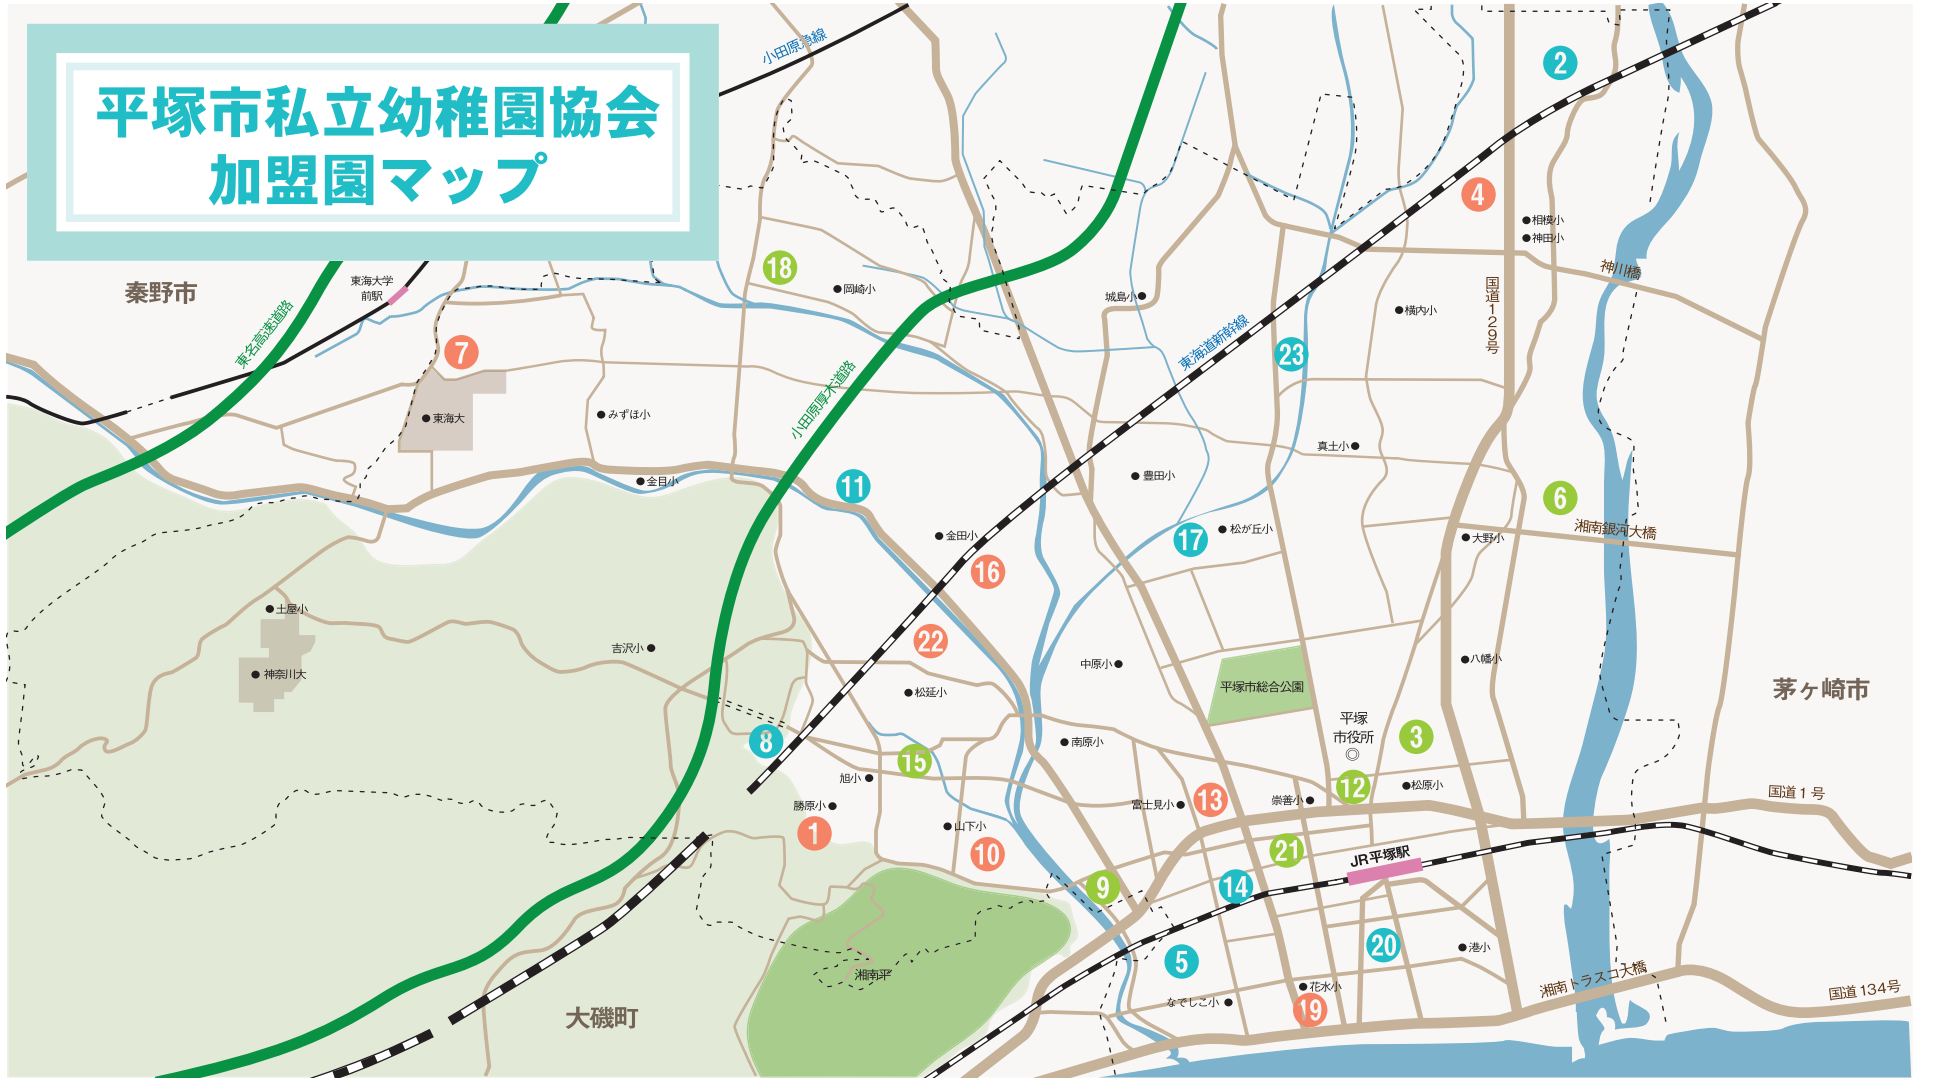 平塚市私立幼稚園協会
加盟園マップ
小田急線
小田原急線
2
4
相模小
神田小
神川橋
18
岡崎小
城島小
国道129号
横内小
秦野市
東海大学
前駅
東名高速道路
7
東海大
みずほ小
小田原厚木道路
東海道新幹線
23
真土小
金目小
11
豊田小
6
湘南銀河大橋
金田小
17
松が丘小
大野小
16
土屋小
22
吉沢小
神奈川大
中原小
八幡小
松延小
平塚市総合公園
茅ヶ崎市
平塚
市役所
◎
3
8
15
南原小
旭小
12
松原小
勝原小
富士見小
13
崇善小
国道1号
1
山下小
10
21
JR平塚駅
9
14
20
港小
5
湘南平
湘南トラスコ大橋
なでしこ小
花水小
19
国道134号
大磯町